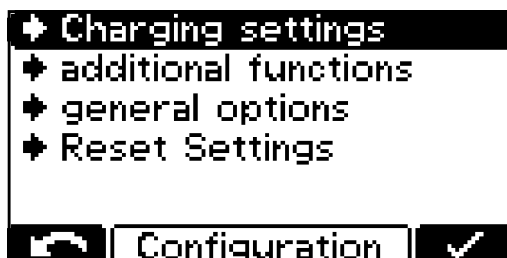 Charging settings
additional functions
general options
Reset Settings
Configuration